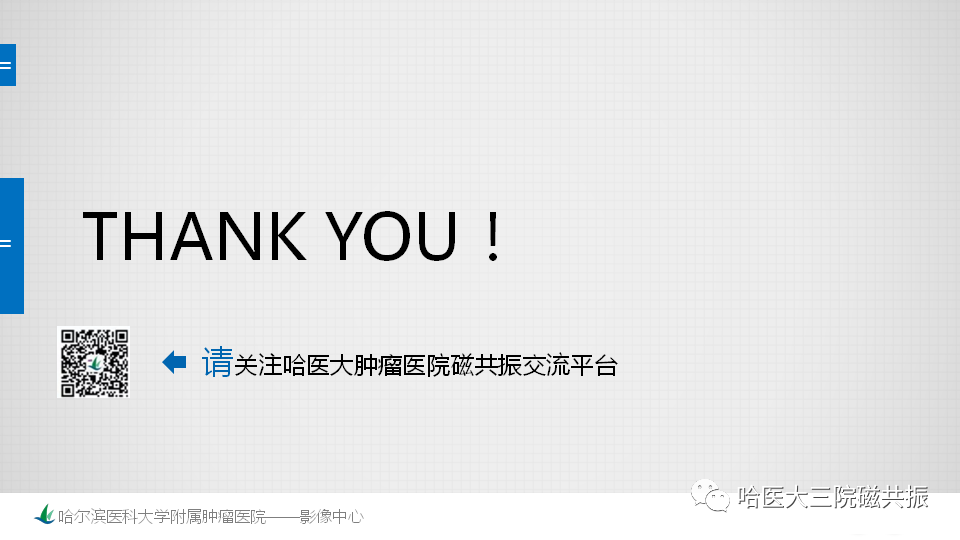 THANK YOU！
请关注哈医大肿瘤医院磁共振交流平台
哈医大三院磁共振
哈尔滨医科大学附属肿瘤医院——影像中心